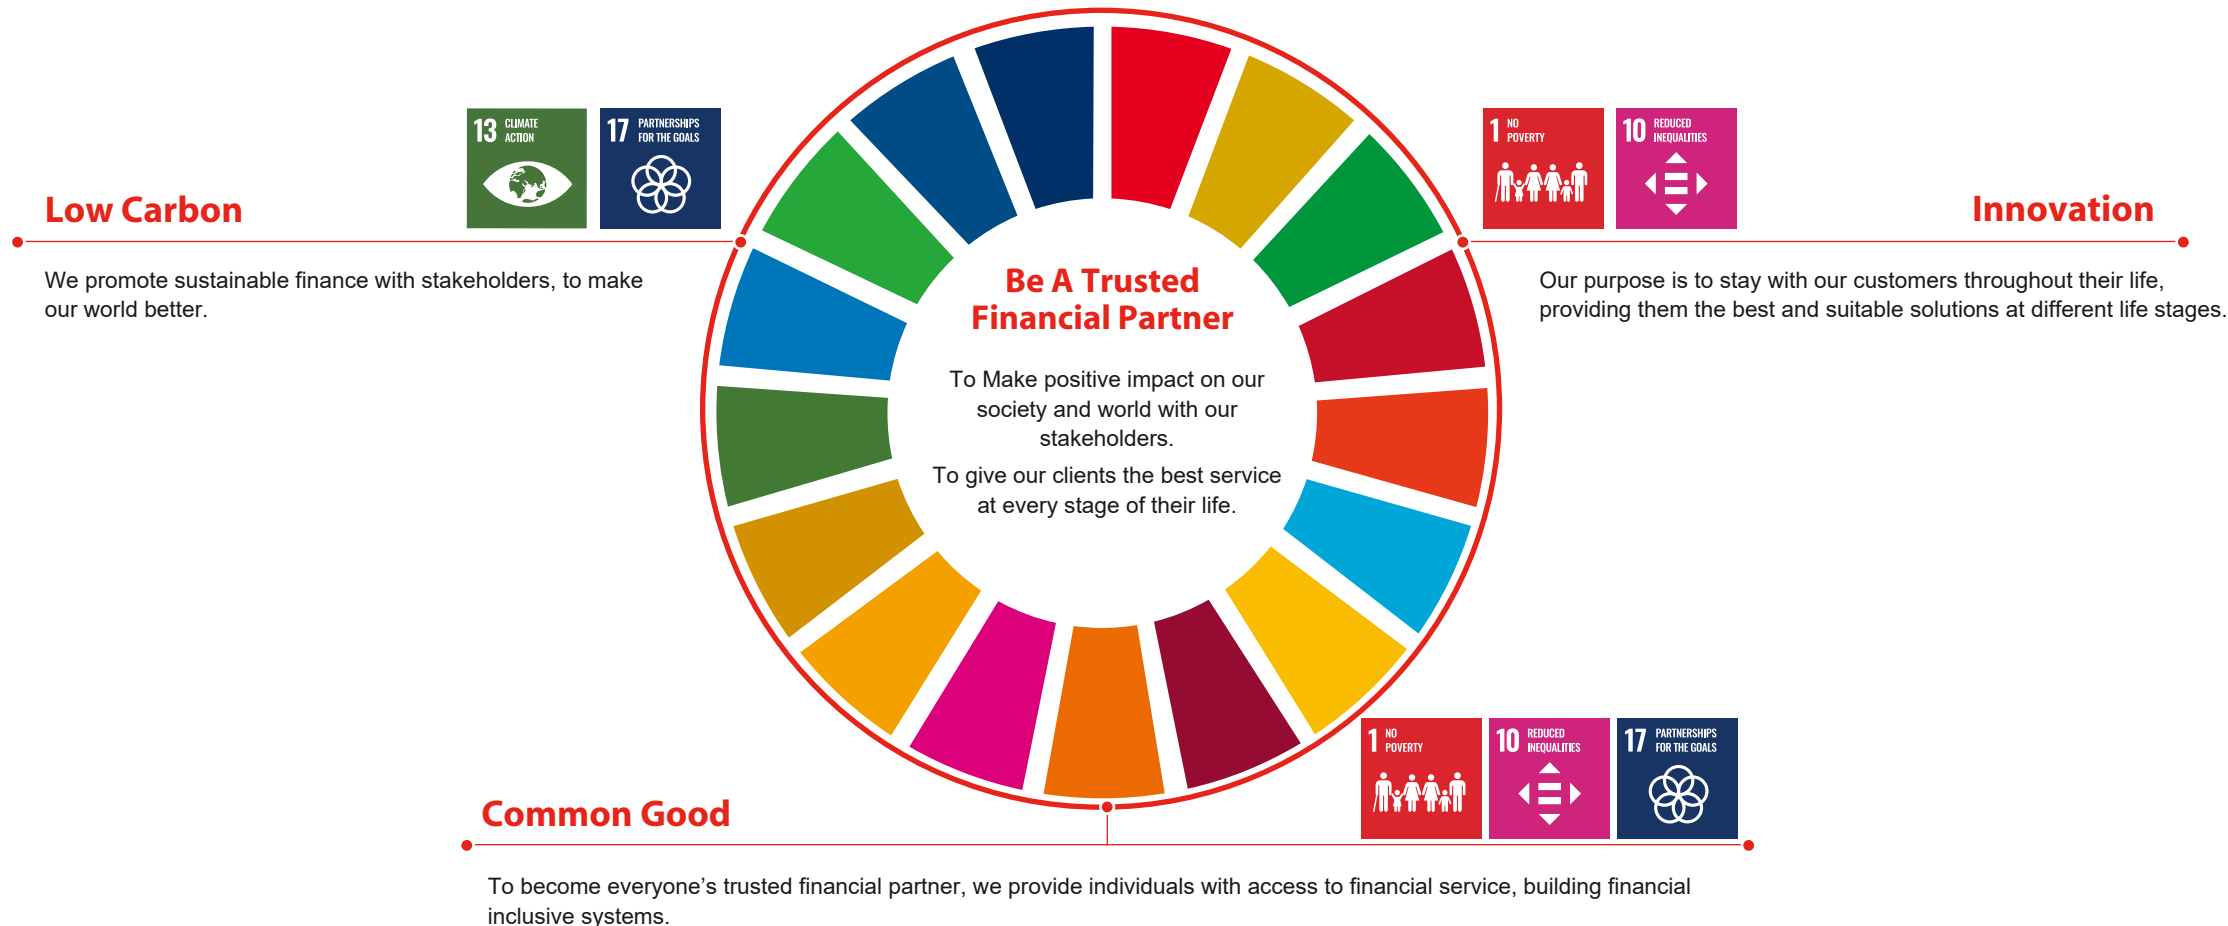 13 CLIMATE
ACTION
17 PARTNERSHIPS
FOR THE GOALS
Low Carbon
We promote sustainable finance with stakeholders, to make
our world better.
1 NO
POVERTY
10 REDUCED
INEQUALITIES
Innovation
Our purpose is to stay with our customers throughout their life,
providing them the best and suitable solutions at different life stages.
Be A Trusted
Financial Partner
To Make positive impact on our
society and world with our
stakeholders.
To give our clients the best service
at every stage of their life.
1 NO
POVERTY
10 REDUCED
INEQUALITIES
17 PARTNERSHIPS
FOR THE GOALS
Common Good
To become everyone’s trusted financial partner, we provide individuals with access to financial service, building financial
inclusive systems.